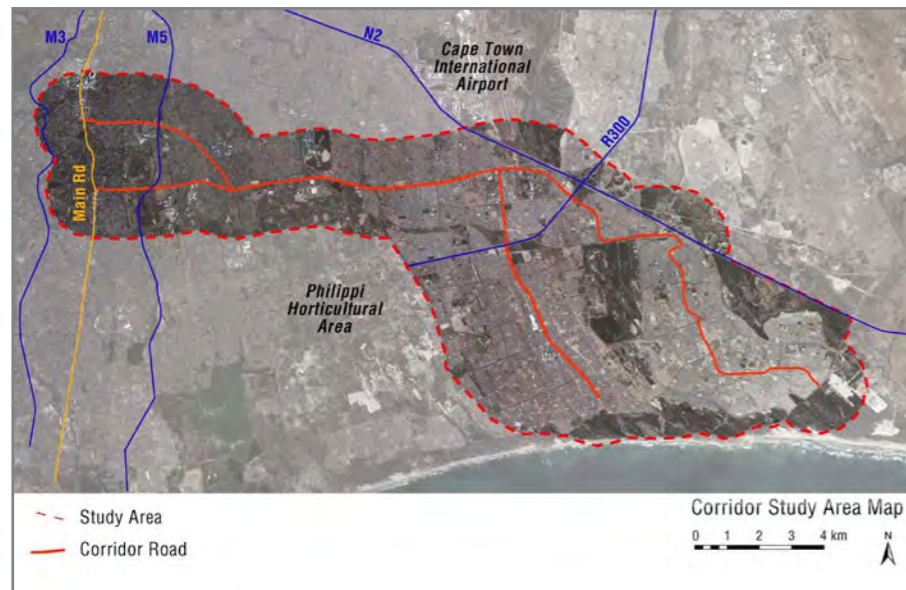 M3
M5
N2
Cape Town
International
Airport
R300
Main Rd
Philippi
Horticultural
Area
Study Area
Corridor Road
Corridor Study Area Map
0 1 2 3 4 km
N